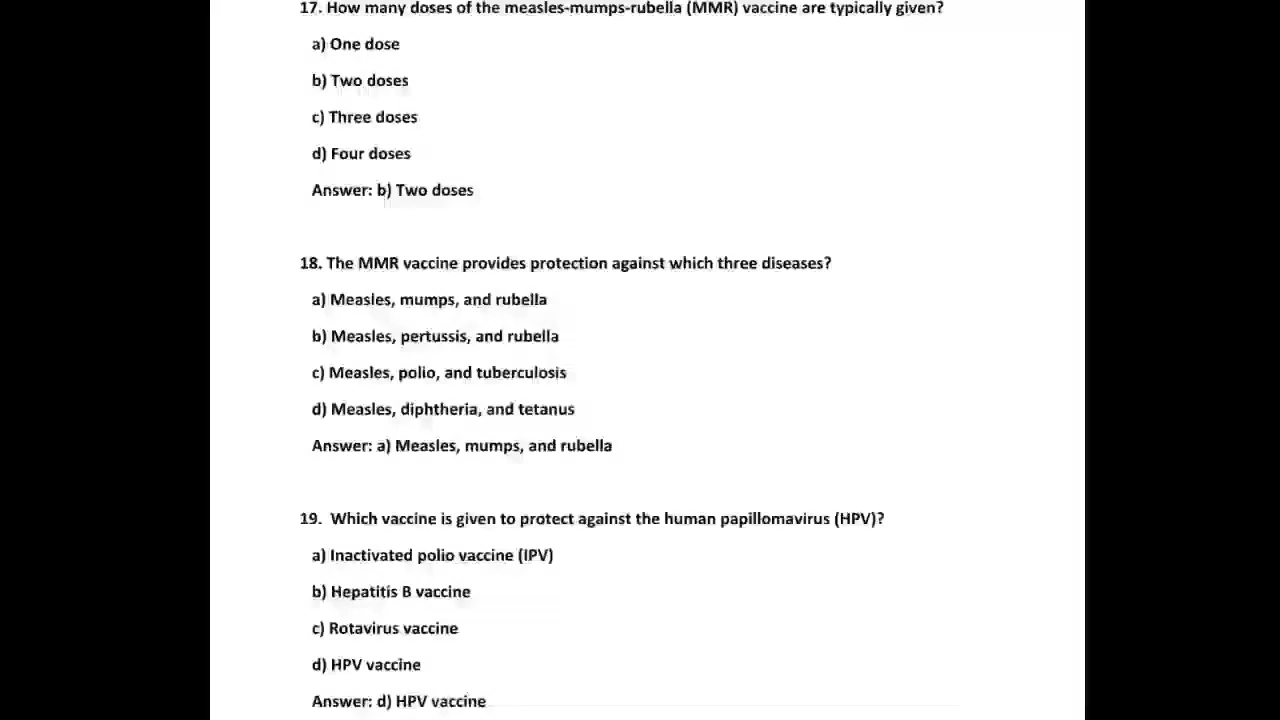 17. How many doses of the measles-mumps-rubella (MMR) vaccine are typically given?
a) One dose
b) Two doses
c) Three doses
d) Four doses
Answer: b) Two doses
18. The MMR vaccine provides protection against which three diseases?
a) Measles, mumps, and rubella
b) Measles, pertussis, and rubella
c) Measles, polio, and tuberculosis
d) Measles, diphtheria, and tetanus
Answer: a) Measles, mumps, and rubella
19. Which vaccine is given to protect against the human papillomavirus (HPV)?
a) Inactivated polio vaccine (IPV)
b) Hepatitis B vaccine
c) Rotavirus vaccine
d) HPV vaccine
Answer: d) HPV vaccine